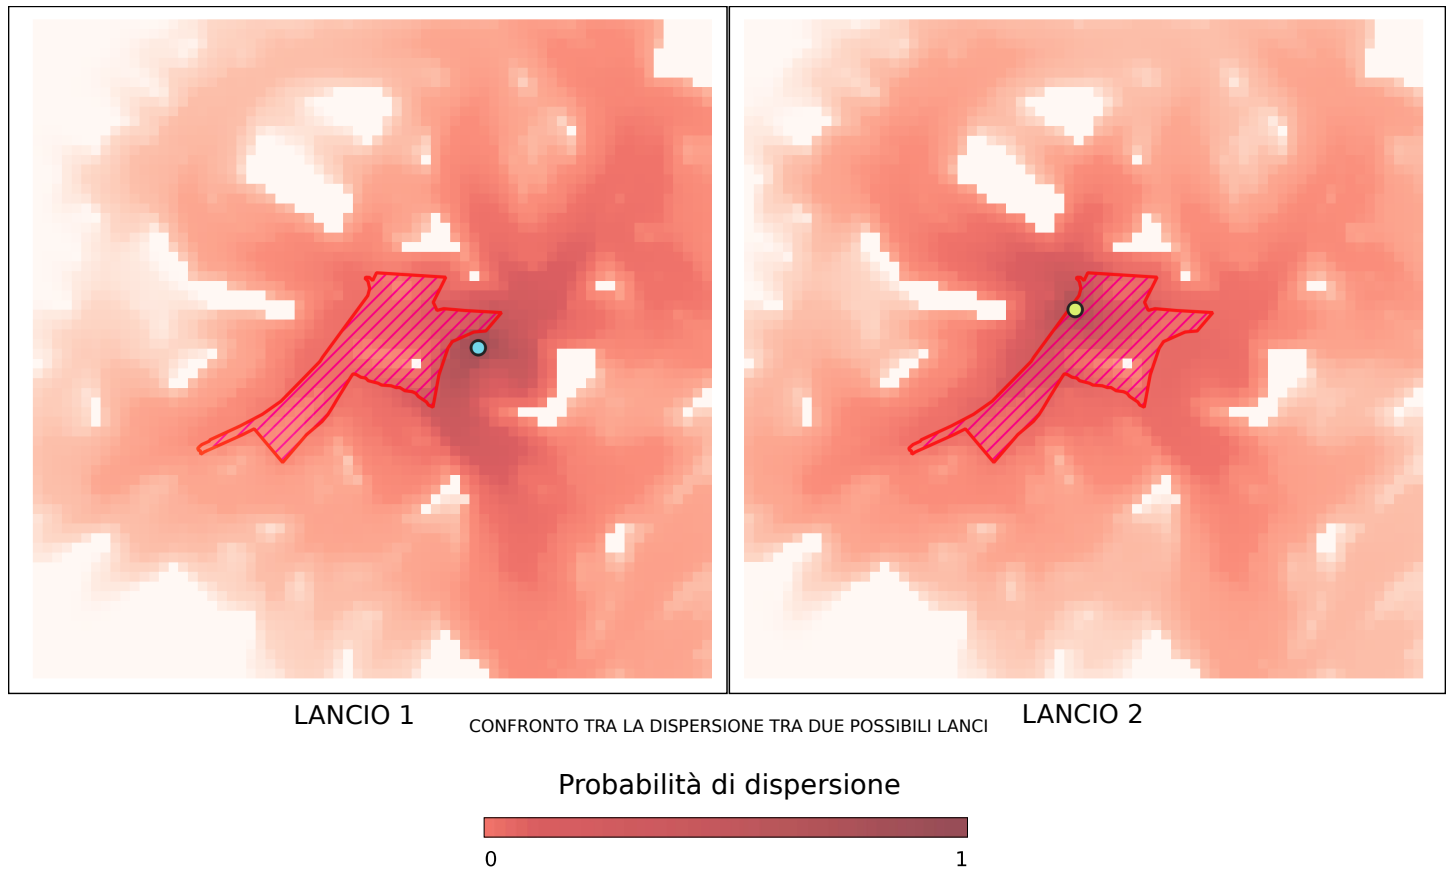 LANCIO 1
LANCIO 2
CONFRONTO TRA LA DISPERSIONE TRA DUE POSSIBILI LANCI
Probabilità di dispersione
0
1